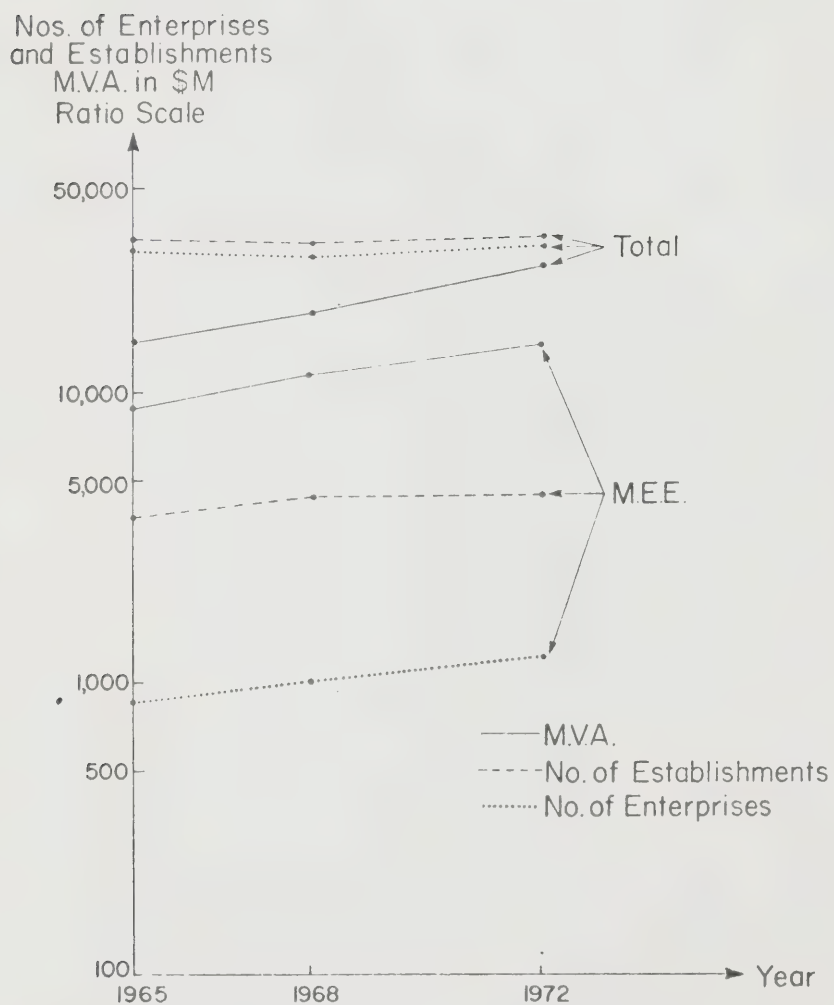 Nos. of Enterprises
and Establishments
M.V.A. in $M
Ratio Scale
50,000
Total
10,000
5,000
M.E.E.
1,000
M.V.A.
500
No. of Establishments
No. of Enterprises
100
Year
1965
1968
1972